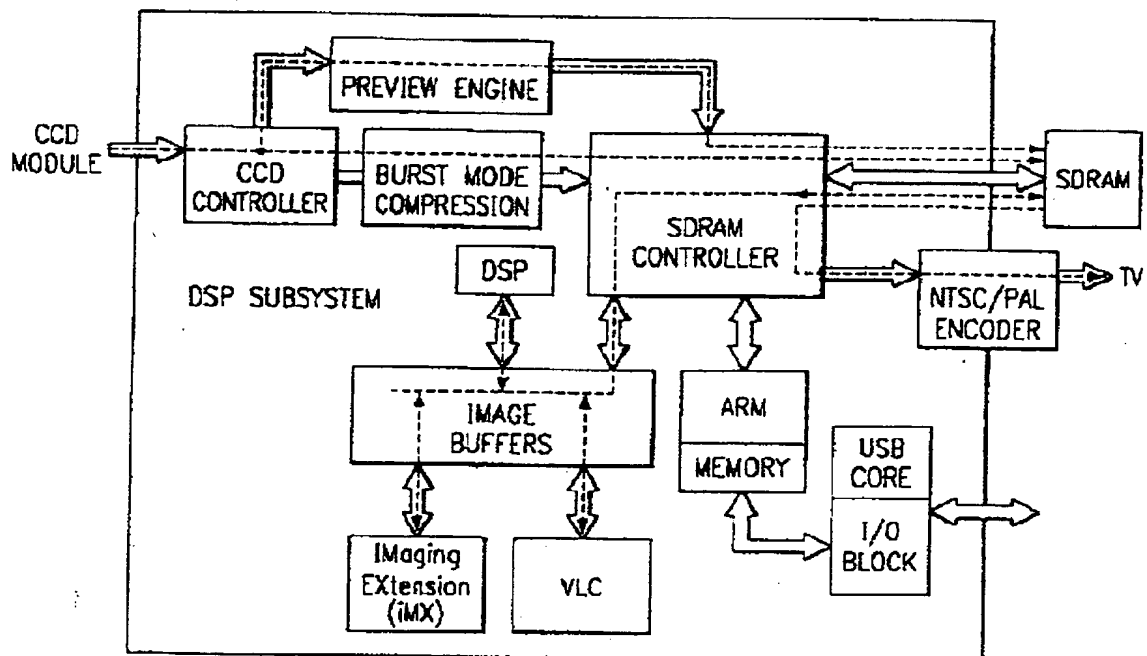 PREVIEW ENGINE
CCD
MODULE
CCD
CONTROLLER
BURST MODE
COMPRESSION
SDRAM
CONTROLLER
SDRAM
DSP
DSP SUBSYSTEM
NTSC/PAL
ENCODER
TV
IMAGE
BUFFERS
ARM
MEMORY
USB
CORE
I/O
BLOCK
IMaging
EXtension
(iMX)
VLC